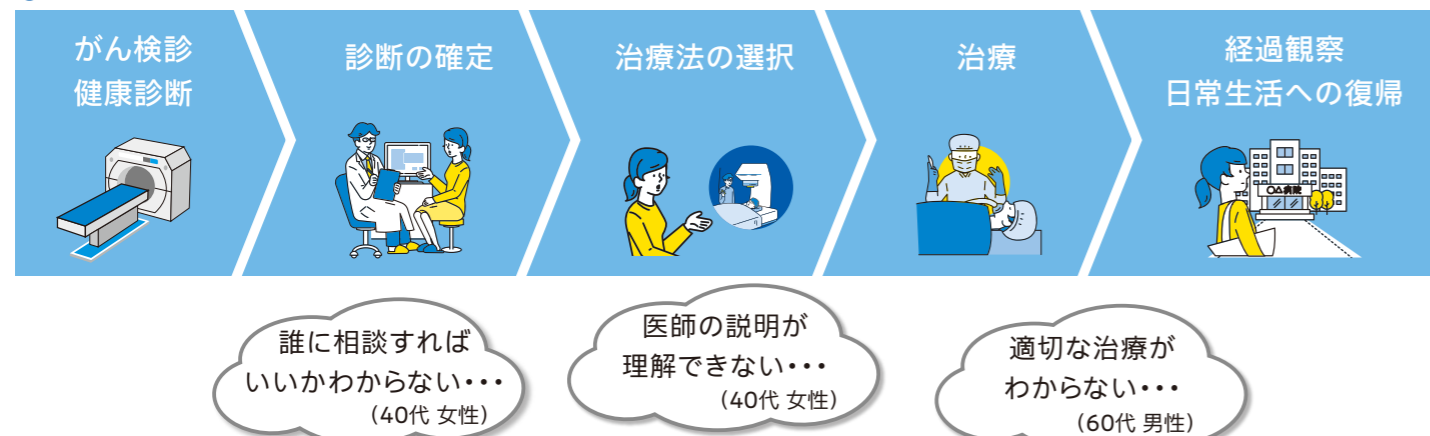 がん検診
健康診断
診断の確定
治療法の選択
治療
経過観察
日常生活への復帰
○△病院
誰に相談すれば
いいかわからない･･･
(40代 女性)
医師の説明が
理解できない･･･
(40代 女性)
適切な治療が
わからない･･･
(60代 男性)